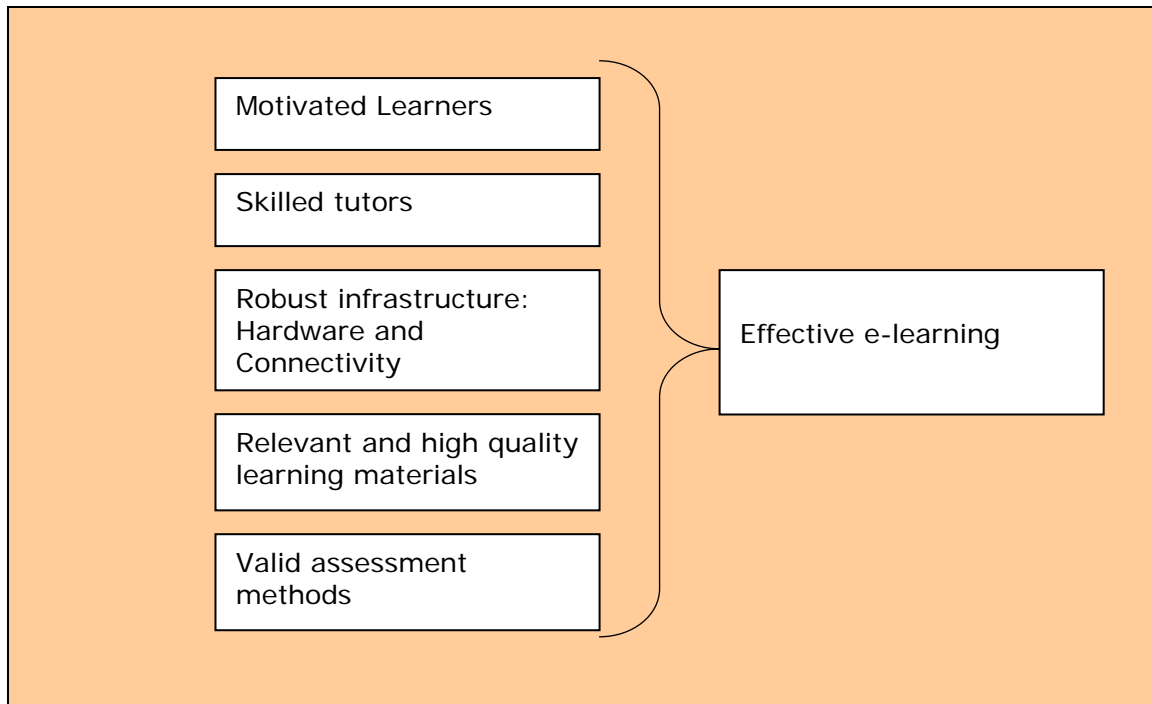 Motivated Learners
Skilled tutors
Robust infrastructure:
Hardware and
Connectivity
Relevant and high quality
learning materials
Valid assessment
methods
Effective e-learning